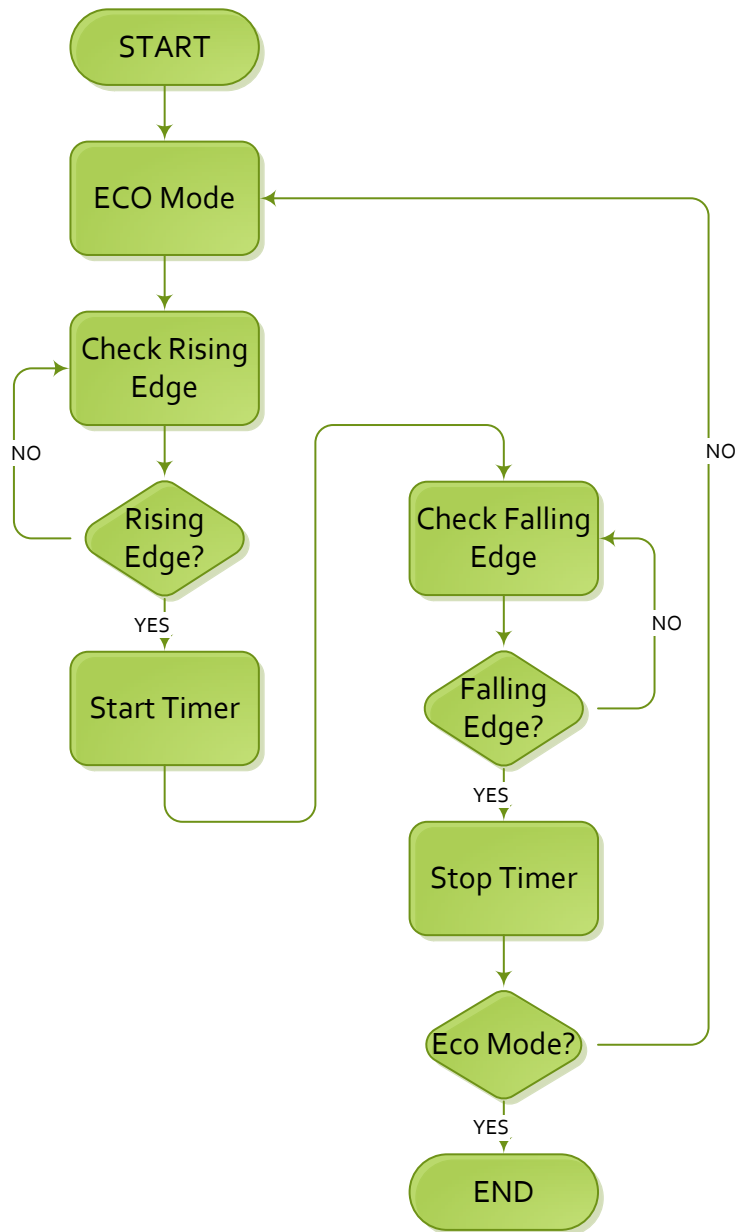 START
ECO Mode
Check Rising
Edge
NO
Rising
Edge?
YES
Start Timer
Check Falling
Edge
NO
Falling
Edge?
NO
YES
Stop Timer
Eco Mode?
YES
END